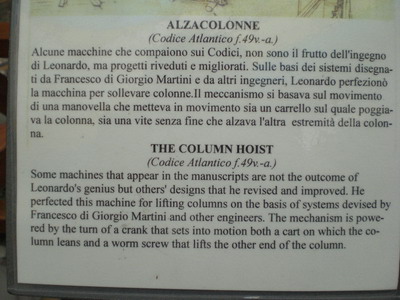 ALZACOLONNE
(Codice Atlantico f.49v.-a.)
Alcune macchine che compaiono sui Codici, non sono il frutto dell'ingegno
di Leonardo, ma progetti riveduti e migliorati. Sulle basi dei sistemi disegna-
ti da Francesco di Giorgio Martini e da altri ingegneri, Leonardo perfezionò
la macchina per sollevare colonne.Il meccanismo si basava sul movimento
di una manovella che metteva in movimento sia un carrello sul quale poggia-
va la colonna, sia una vite senza fine che alzava l'altra estremità della colon-
na.
THE COLUMN HOIST
(Codice Atlantico f.49v.-a.)
Some machines that appear in the manuscripts are not the outcome of
Leonardo's genius but others' designs that he revised and improved. He
perfected this machine for lifting columns on the basis of systems devised by
Francesco di Giorgio Martini and other engineers. The mechanism is powe-
red by the turn of a crank that sets into motion both a cart on which the co-
lumn leans and a worm screw that lifts the other end of the column.